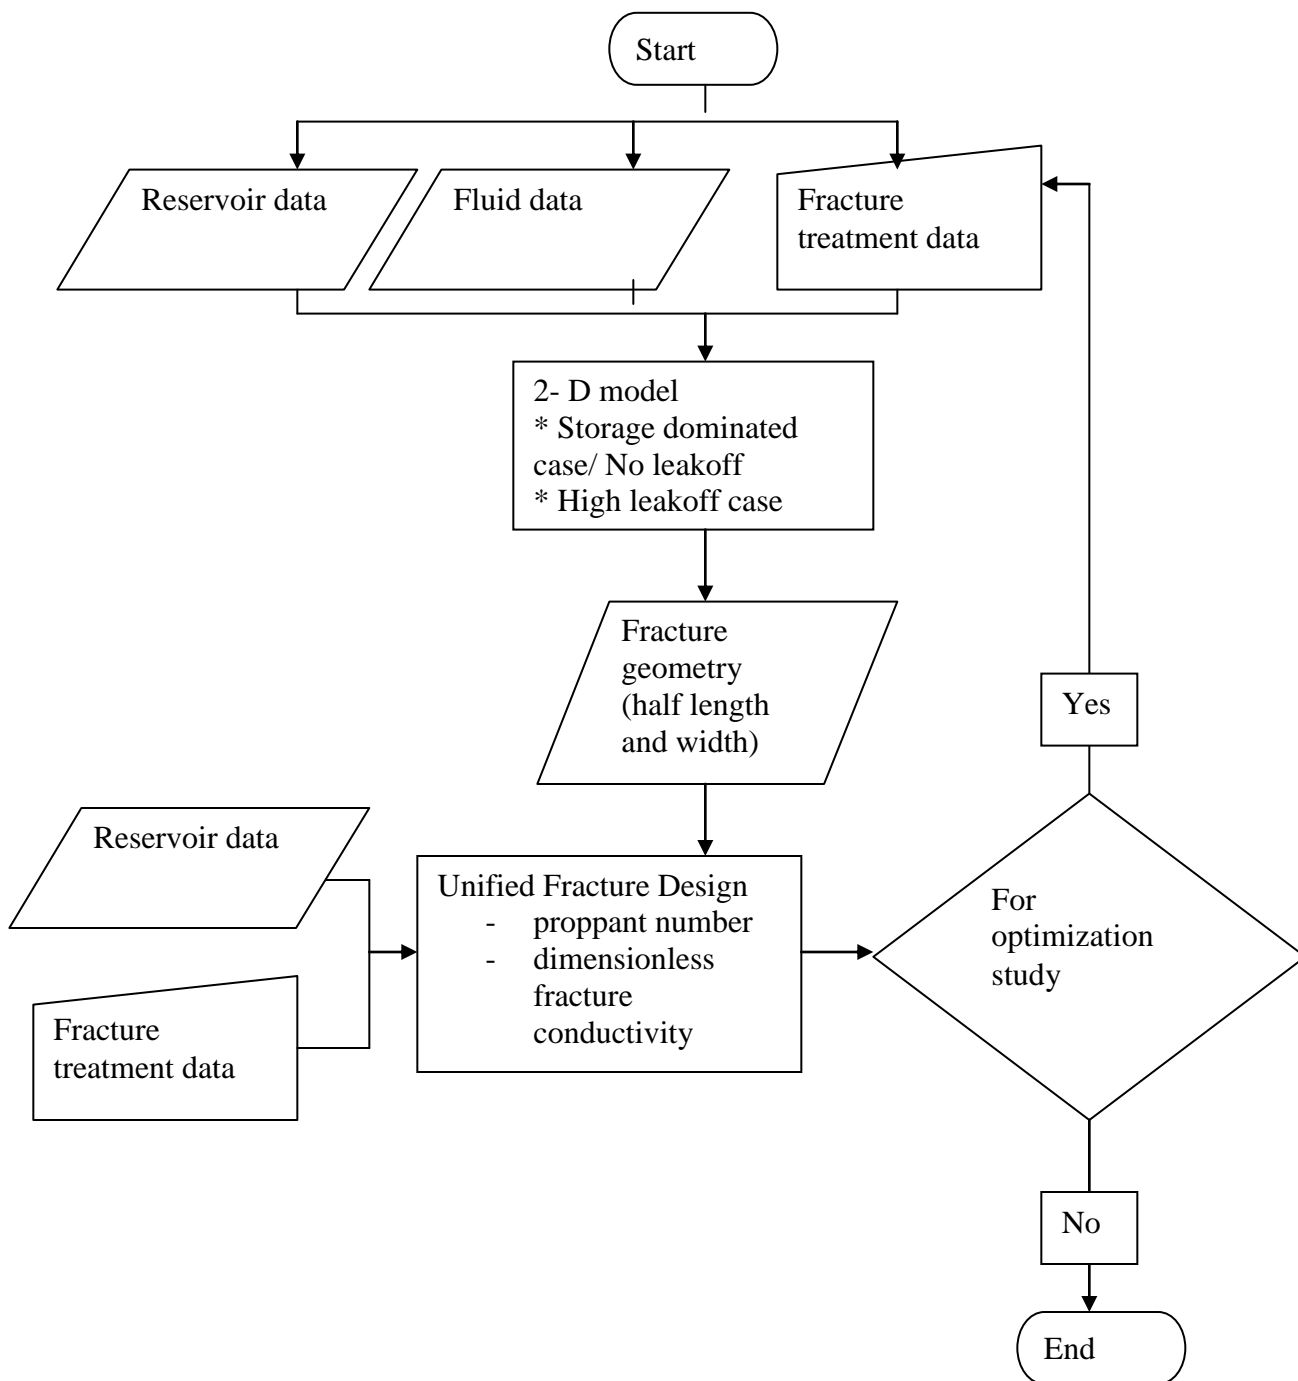 Start
Reservoir data
Fluid data
Fracture
treatment data
2- D model
* Storage dominated
case/ No leakoff
* High leakoff case
Fracture
geometry
(half length
and width)
Yes
Reservoir data
Unified Fracture Design
- proppant number
- dimensionless
fracture
conductivity
For
optimization
study
Fracture
treatment data
No
End